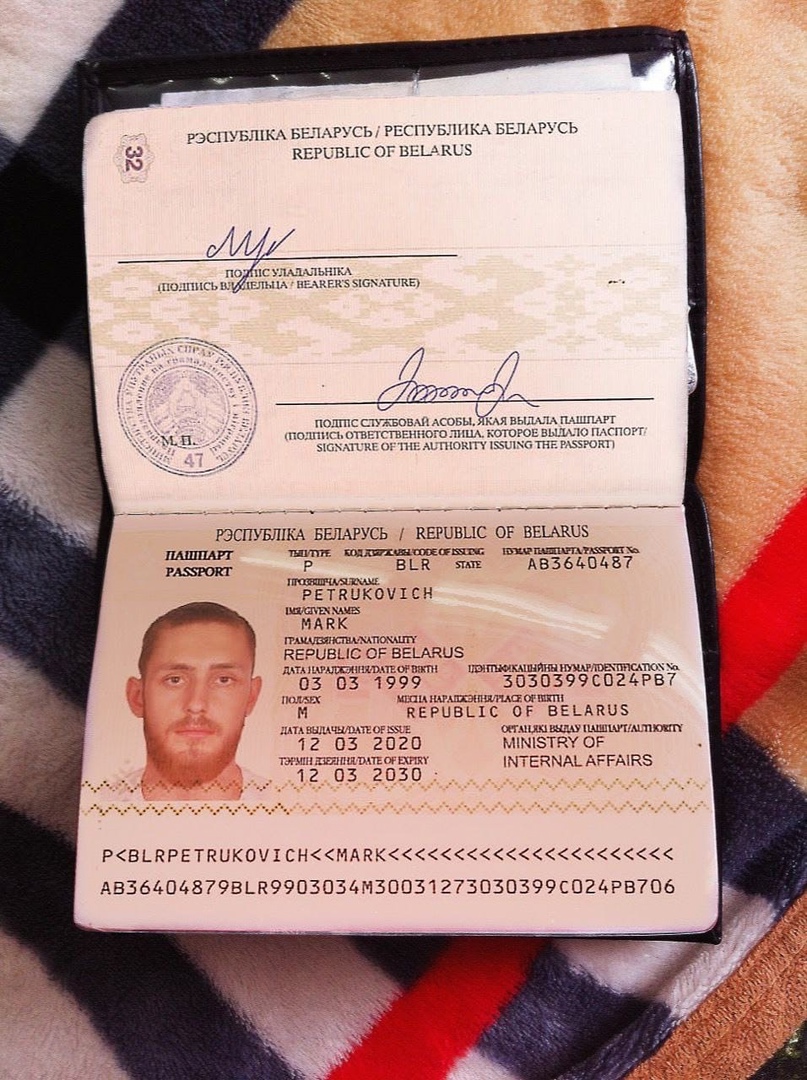 32
РЭСПУБЛІКА БЕЛАРУСЬ / РЕСПУБЛИКА БЕЛАРУСЬ
REPUBLIC OF BELARUS
ПОДПІС УЛАДАЛЬНІКА
(ПОДПИСЬ ВЛАДЕЛЬЦА / BEARER'S SIGNATURE)
М.П.
47
ПОДПІС СЛУЖБОВАЙ АСОБЫ, ЯКАЯ ВЫДАЛА ПАШПАРТ
(ПОДПИСЬ ОТВЕТСТВЕННОГО ЛИЦА, КОТОРОЕ ВЫДАЛО ПАСПОРТ/
SIGNATURE OF THE AUTHORITY ISSUING THE PASSPORT)
РЭСПУБЛІКА БЕЛАРУСЬ / REPUBLIC OF BELARUS
ПАШПАРТ
PASSPORT
ТЫП/TYPE КОД ДЗЯРЖАВЫ/CODE OF ISSUING STATE НУМАР ПАШПАРТА/PASSPORT No.
P BLR AB3640487
ПРОЗВІШЧА/SURNAME
PETRUKOVICH
ІМЯ/GIVEN NAMES
MARK
ГРАМАДЗЯНСТВА/NATIONALITY
REPUBLIC OF BELARUS
ДАТА НАРАДЖЭННЯ/DATE OF BIRTH ІДЭНТЫФІКАЦЫЙНЫ НУМАР/IDENTIFICATION No.
03 03 1999 3030399C024PB7
ПОЛ/SEX МЕСЦА НАРАДЖЭННЯ/PLACE OF BIRTH
M REPUBLIC OF BELARUS
ДАТА ВЫДАЧЫ/DATE OF ISSUE ОРГАН,ЯКІ ВЫДАЎ ПАШПАРТ/AUTHORITY
12 03 2020 MINISTRY OF
ТЭРМІН ДЗЕЯННЯ/DATE OF EXPIRY INTERNAL AFFAIRS
12 03 2030
P<BLRPETRUKOVICH<<MARK<<<<<<<<<<<<<<<<<<<<<<
AB36404879BLR9903034M30031273030399C024PB706